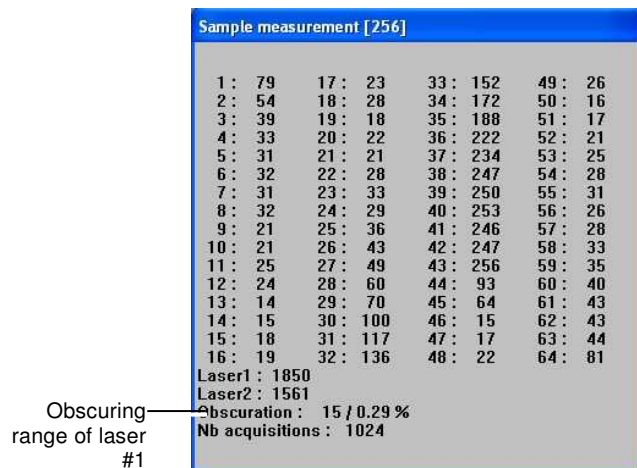 Sample measurement [256]
1 : 79 17 : 23 33 : 152 49 : 26
2 : 54 18 : 28 34 : 172 50 : 16
3 : 39 19 : 18 35 : 188 51 : 17
4 : 33 20 : 22 36 : 222 52 : 21
5 : 31 21 : 21 37 : 234 53 : 25
6 : 32 22 : 28 38 : 247 54 : 28
7 : 31 23 : 33 39 : 250 55 : 31
8 : 32 24 : 29 40 : 253 56 : 26
9 : 21 25 : 36 41 : 246 57 : 28
10 : 21 26 : 43 42 : 247 58 : 33
11 : 25 27 : 49 43 : 256 59 : 35
12 : 24 28 : 60 44 : 93 60 : 40
13 : 14 29 : 70 45 : 64 61 : 43
14 : 15 30 : 100 46 : 15 62 : 43
15 : 18 31 : 117 47 : 17 63 : 44
16 : 19 32 : 136 48 : 22 64 : 81
Laser1 : 1850
Laser2 : 1561
Obscuration : 15 / 0.29 %
Nb acquisitions : 1024
Obscuring
range of laser
#1